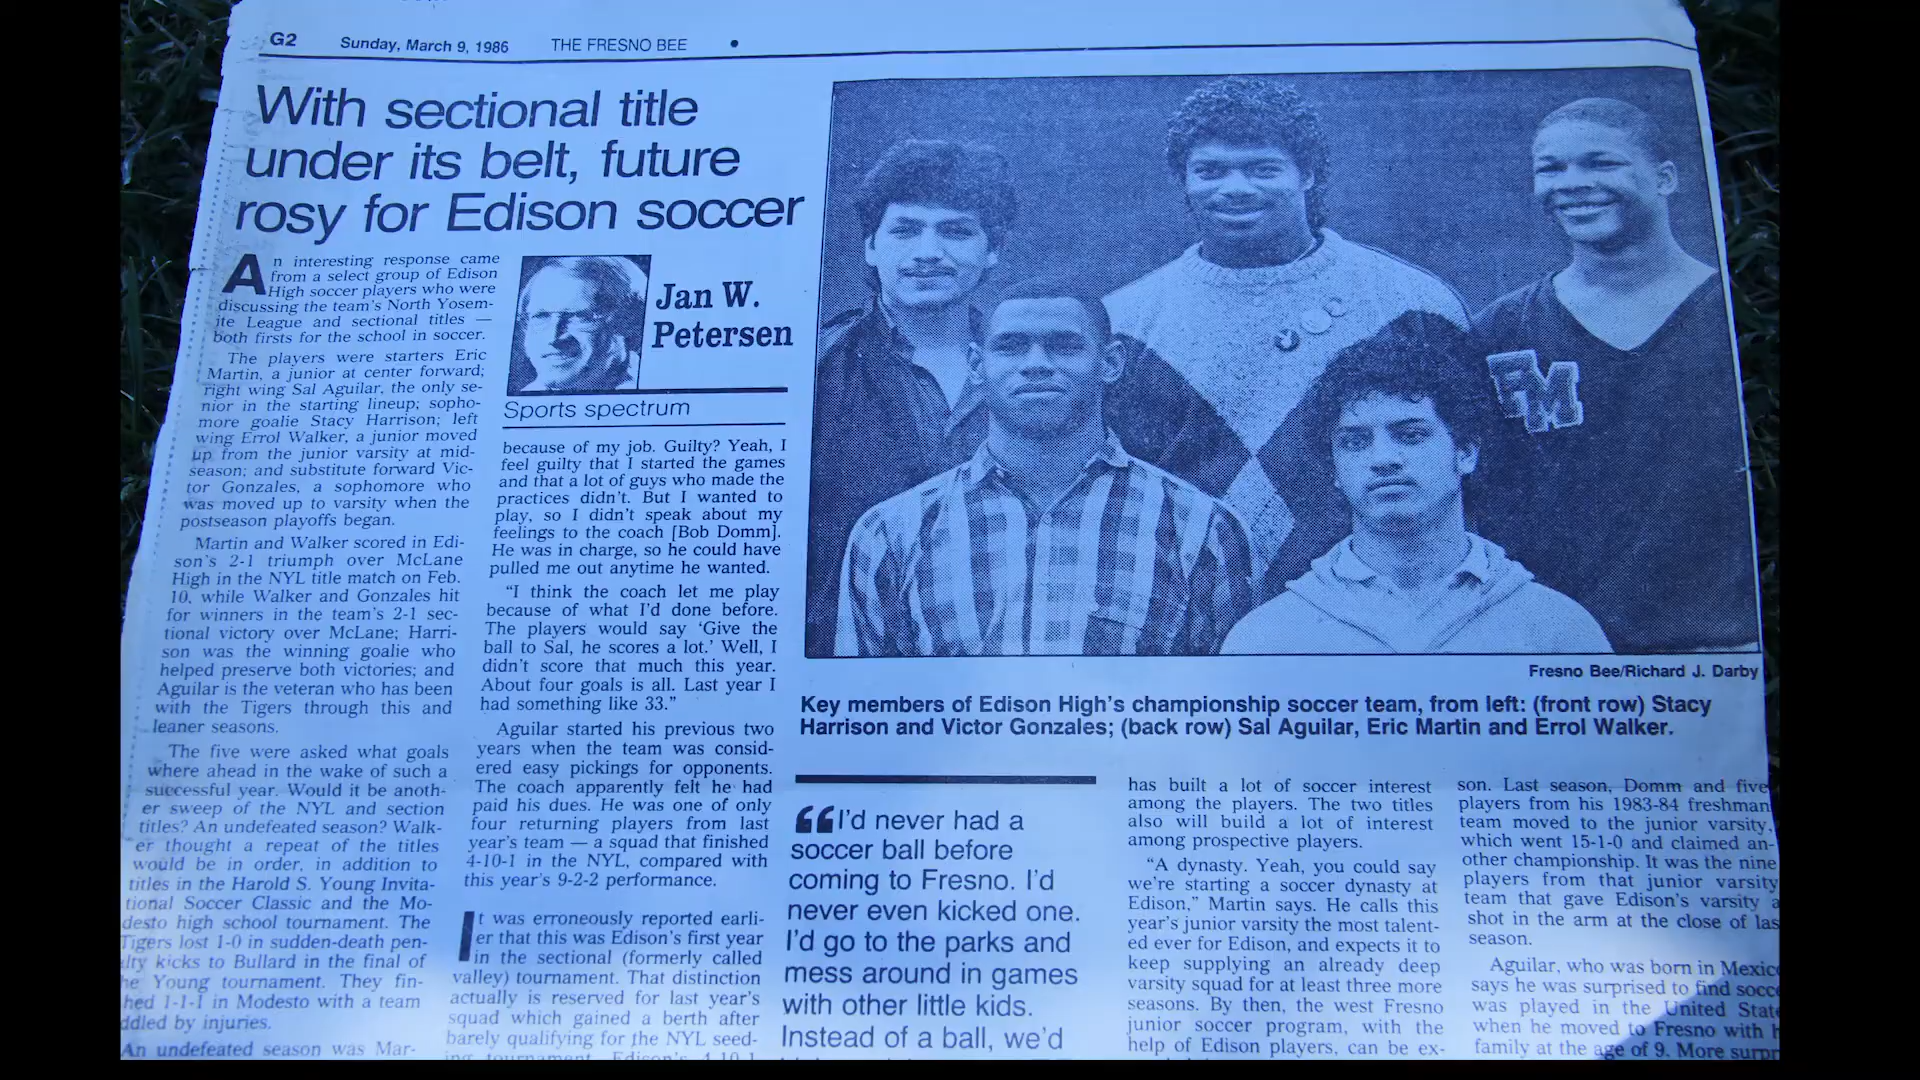 G2 Sunday, March 9, 1986 THE FRESNO BEE •
With sectional title
under its belt, future
rosy for Edison soccer
An interesting response came
from a select group of Edison
High soccer players who were
discussing the team's North Yosem-
ite League and sectional titles —
both firsts for the school in soccer.
The players were starters Eric
Martin, a junior at center forward;
right wing Sal Aguilar, the only se-
nior in the starting lineup; sopho-
more goalie Stacy Harrison; left
wing Errol Walker, a junior moved
up from the junior varsity at mid-
season; and substitute forward Vic-
tor Gonzales, a sophomore who
was moved up to varsity when the
postseason playoffs began.
Martin and Walker scored in Edi-
son's 2-1 triumph over McLane
High in the NYL title match on Feb.
10, while Walker and Gonzales hit
for winners in the team's 2-1 sec-
tional victory over McLane; Harri-
son was the winning goalie who
helped preserve both victories; and
Aguilar is the veteran who has been
with the Tigers through this and
leaner seasons.
The five were asked what goals
where ahead in the wake of such a
successful year. Would it be anoth-
er sweep of the NYL and section
titles? An undefeated season? Walk-
er thought a repeat of the titles
would be in order, in addition to
titles in the Harold S. Young Invita-
tional Soccer Classic and the Mo-
desto high school tournament. The
Tigers lost 1-0 in sudden-death pen-
lty kicks to Bullard in the final of
he Young tournament. They fin-
hed 1-1-1 in Modesto with a team
ddled by injuries.
An undefeated season was Mar-
Jan W.
Petersen
Sports spectrum
because of my job. Guilty? Yeah, I
feel guilty that I started the games
and that a lot of guys who made the
practices didn't. But I wanted to
play, so I didn't speak about my
feelings to the coach [Bob Domm].
He was in charge, so he could have
pulled me out anytime he wanted.
"I think the coach let me play
because of what I'd done before.
The players would say 'Give the
ball to Sal, he scores a lot.' Well, I
didn't score that much this year.
About four goals is all. Last year I
had something like 33."
Aguilar started his previous two
years when the team was consid-
ered easy pickings for opponents.
The coach apparently felt he had
paid his dues. He was one of only
four returning players from last
year's team — a squad that finished
4-10-1 in the NYL, compared with
this year's 9-2-2 performance.
It was erroneously reported earli-
er that this was Edison's first year
in the sectional (formerly called
valley) tournament. That distinction
actually is reserved for last year's
squad which gained a berth after
barely qualifying for the NYL seed-
ing tournament. Edison's 4-10-1
FM
Fresno Bee/Richard J. Darby
Key members of Edison High's championship soccer team, from left: (front row) Stacy
Harrison and Victor Gonzales; (back row) Sal Aguilar, Eric Martin and Errol Walker.
“I'd never had a
soccer ball before
coming to Fresno. I'd
never even kicked one.
I'd go to the parks and
mess around in games
with other little kids.
Instead of a ball, we'd
has built a lot of soccer interest
among the players. The two titles
also will build a lot of interest
among prospective players.
"A dynasty. Yeah, you could say
we're starting a soccer dynasty at
Edison," Martin says. He calls this
year's junior varsity the most talent-
ed ever for Edison, and expects it to
keep supplying an already deep
varsity squad for at least three more
seasons. By then, the west Fresno
junior soccer program, with the
help of Edison players, can be ex-
son. Last season, Domm and five
players from his 1983-84 freshman
team moved to the junior varsity,
which went 15-1-0 and claimed an-
other championship. It was the nine
players from that junior varsity
team that gave Edison's varsity a
shot in the arm at the close of las
season.
Aguilar, who was born in Mexico
says he was surprised to find socce
was played in the United State
when he moved to Fresno with h
family at the age of 9. More surpr